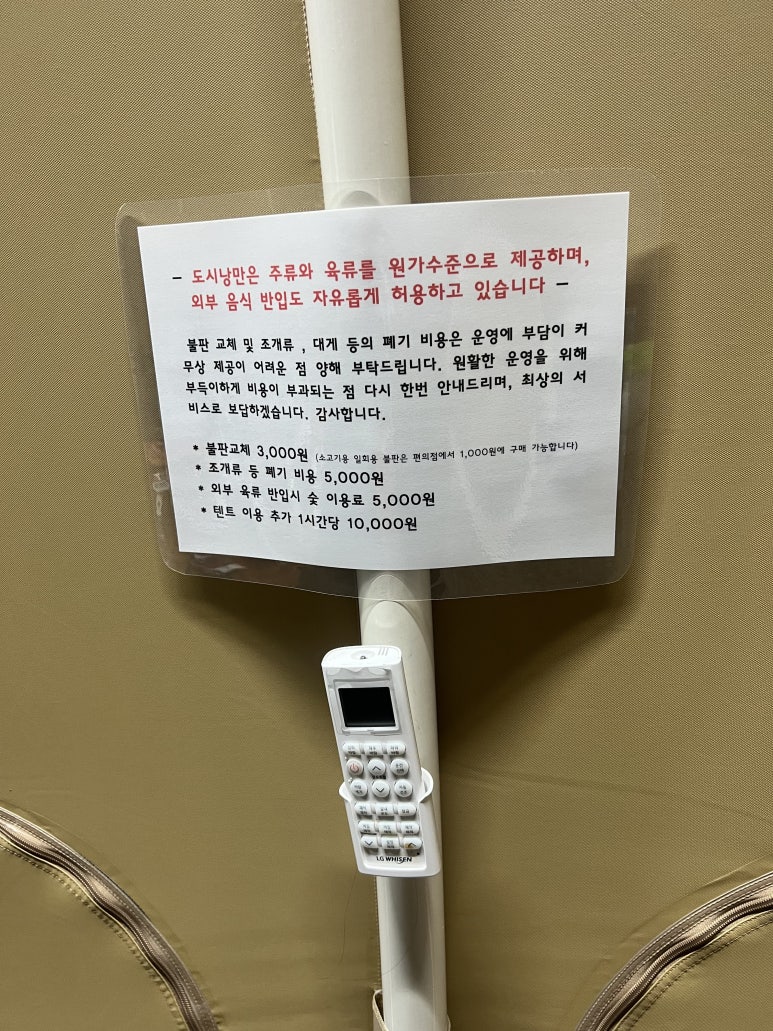 – 도시낭만은 주류와 육류를 원가수준으로 제공하며,
외부 음식 반입도 자유롭게 허용하고 있습니다 –
불판 교체 및 조개류 , 대게 등의 폐기 비용은 운영에 부담이 커
무상 제공이 어려운 점 양해 부탁드립니다. 원활한 운영을 위해
부득이하게 비용이 부과되는 점 다시 한번 안내드리며, 최상의 서
비스로 보답하겠습니다. 감사합니다.
* 불판교체 3,000원 (소고기용 일회용 불판은 편의점에서 1,000원에 구매 가능합니다)
* 조개류 등 폐기 비용 5,000원
* 외부 육류 반입시 숯 이용료 5,000원
* 텐트 이용 추가 1시간당 10,000원
LG WHISEN